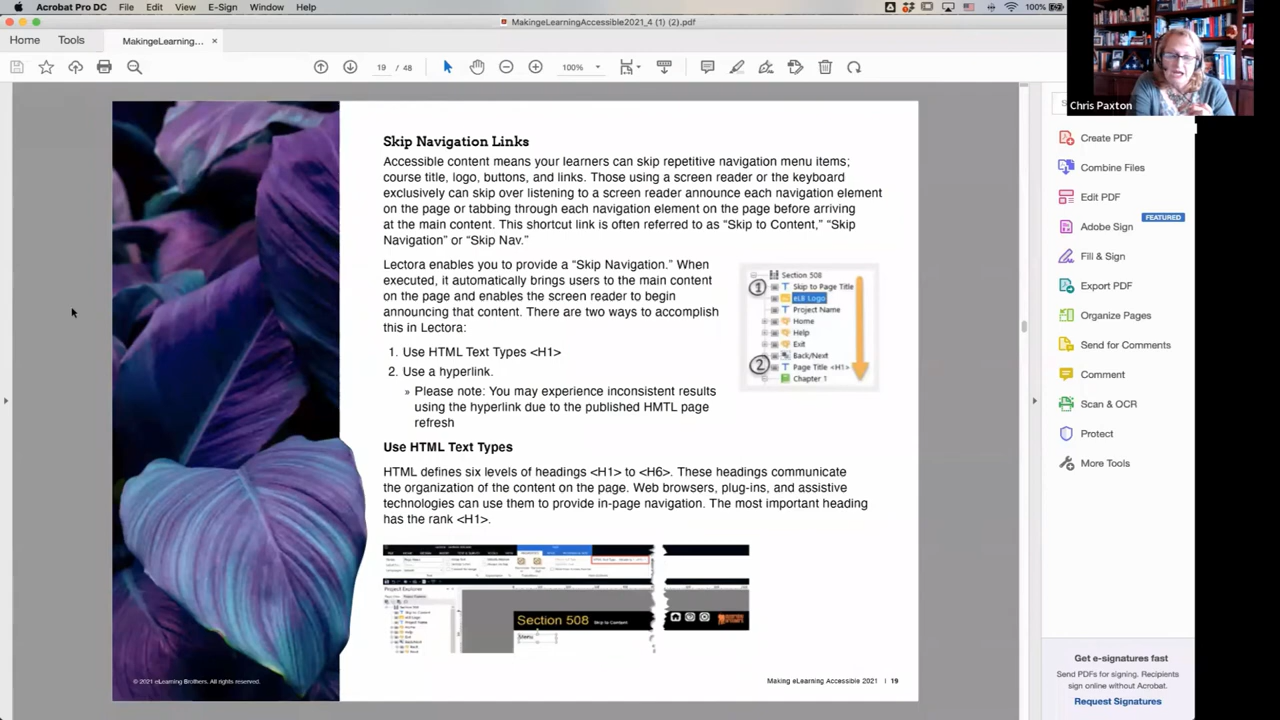 Acrobat Pro DC File Edit View E-Sign Window Help
100%
MakingeLearningAccessible2021_4 (1) (2).pdf
Home Tools MakingeLearning... ×
19 / 48 100%
Chris Paxton
Skip Navigation Links
Accessible content means your learners can skip repetitive navigation menu items;
course title, logo, buttons, and links. Those using a screen reader or the keyboard
exclusively can skip over listening to a screen reader announce each navigation element
on the page or tabbing through each navigation element on the page before arriving
at the main content. This shortcut link is often referred to as “Skip to Content,” “Skip
Navigation” or “Skip Nav.”
Lectora enables you to provide a “Skip Navigation.” When
executed, it automatically brings users to the main content
on the page and enables the screen reader to begin
announcing that content. There are two ways to accomplish
this in Lectora:
1. Use HTML Text Types <H1>
2. Use a hyperlink.
» Please note: You may experience inconsistent results
using the hyperlink due to the published HMTL page
refresh
Section 508
1 Skip to Page Title
eLB Logo
Project Name
Home
Help
Exit
Back/Next
2 Page Title <H1>
Chapter 1
Use HTML Text Types
HTML defines six levels of headings <H1> to <H6>. These headings communicate
the organization of the content on the page. Web browsers, plug-ins, and assistive
technologies can use them to provide in-page navigation. The most important heading
has the rank <H1>.
Project Explorer
Section 508 Skip to Content
Menu
© 2021 eLearning Brothers. All rights reserved.
Making eLearning Accessible 2021 | 19
Create PDF
Combine Files
Edit PDF
FEATURED
Adobe Sign
Fill & Sign
Export PDF
Organize Pages
Send for Comments
Comment
Scan & OCR
Protect
More Tools
Get e-signatures fast
Send PDFs for signing. Recipients
sign online without Acrobat.
Request Signatures